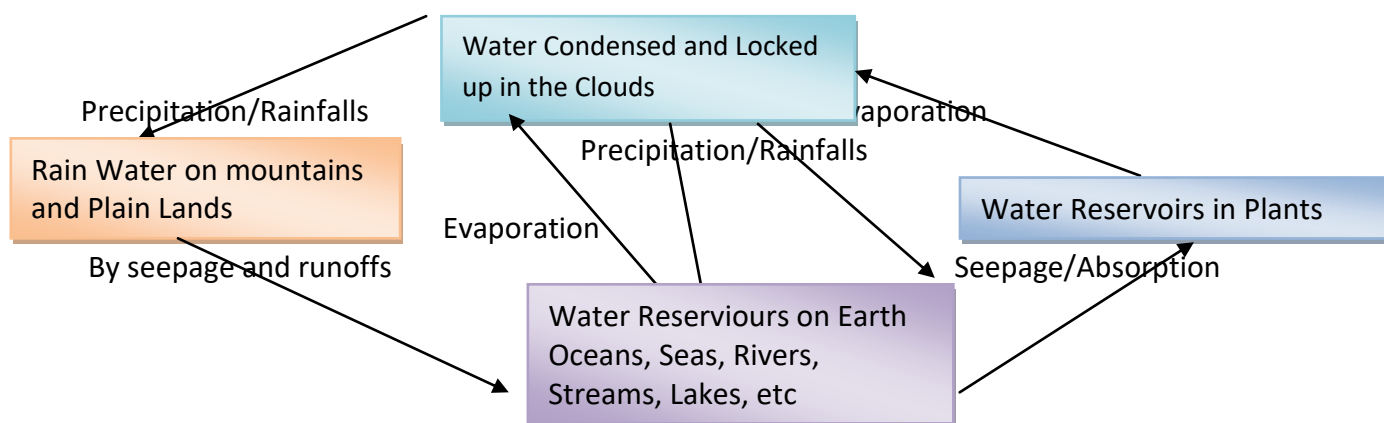 Water Condensed and Locked
up in the Clouds
Precipitation/Rainfalls
vaporation
Precipitation/Rainfalls
Rain Water on mountains
and Plain Lands
Water Reservoirs in Plants
Evaporation
By seepage and runoffs
Seepage/Absorption
Water Reserviours on Earth
Oceans, Seas, Rivers,
Streams, Lakes, etc